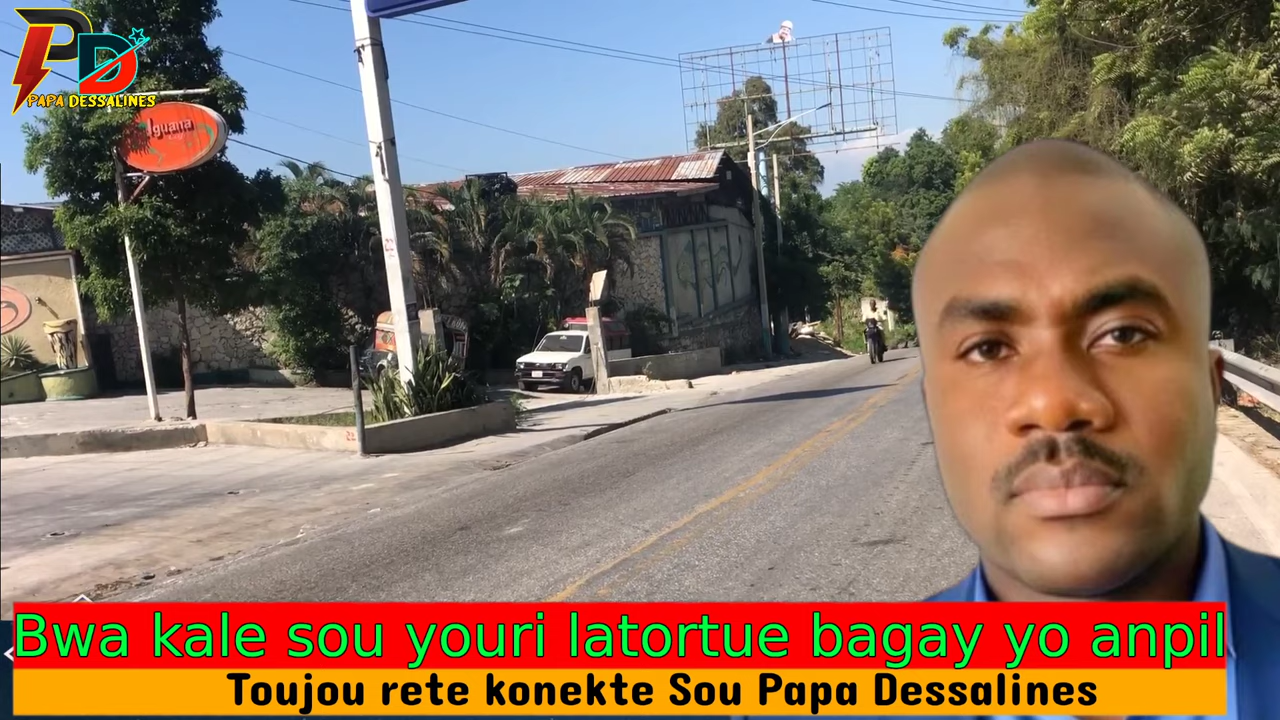 PD
PAPA DESSALINES
Iguana
Bwa kale sou youri latortue bagay yo anpil
Toujou rete konekte Sou Papa Dessalines